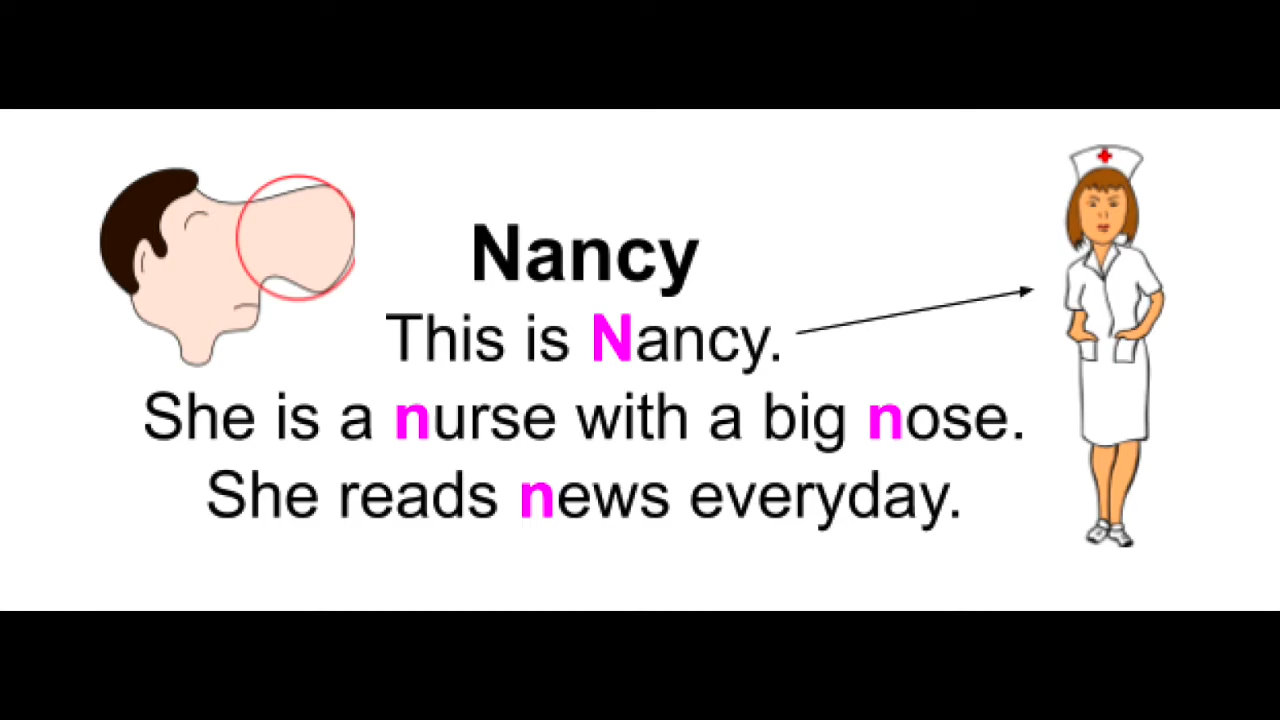 Nancy
This is Nancy.
She is a nurse with a big nose.
She reads news everyday.